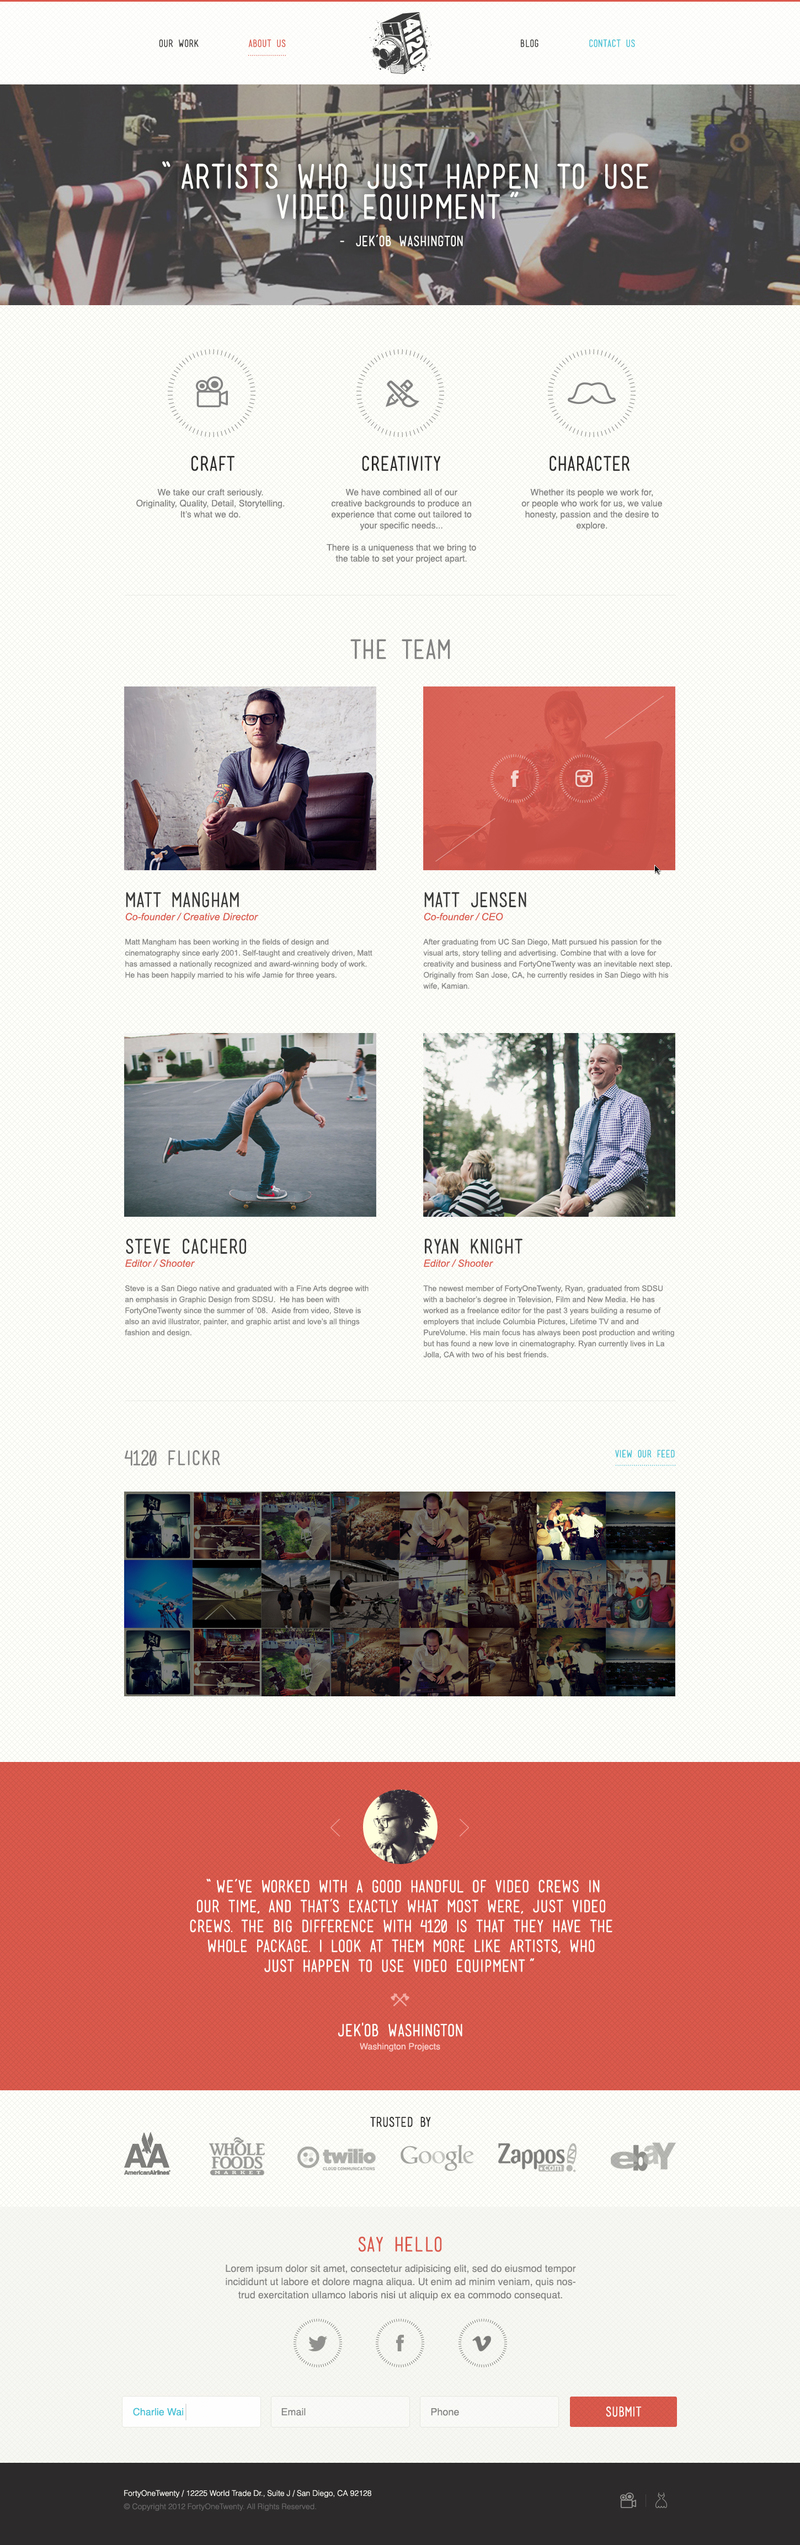 OUR WORK
ABOUT US
4120
BLOG
CONTACT US
“ ARTISTS WHO JUST HAPPEN TO USE
VIDEO EQUIPMENT ”
- JEK'OB WASHINGTON
CRAFT
We take our craft seriously.
Originality, Quality, Detail, Storytelling.
It's what we do.
CREATIVITY
We have combined all of our
creative backgrounds to produce an
experience that come out tailored to
your specific needs...
There is a uniqueness that we bring to
the table to set your project apart.
CHARACTER
Whether its people we work for,
or people who work for us, we value
honesty, passion and the desire to
explore.
THE TEAM
MATT MANGHAM
Co-founder / Creative Director
Matt Mangham has been working in the fields of design and
cinematography since early 2001. Self-taught and creatively driven, Matt
has amassed a nationally recognized and award-winning body of work.
He has been happily married to his wife Jamie for three years.
MATT JENSEN
Co-founder / CEO
After graduating from UC San Diego, Matt pursued his passion for the
visual arts, story telling and advertising. Combine that with a love for
creativity and business and FortyOneTwenty was an inevitable next step.
Originally from San Jose, CA, he currently resides in San Diego with his
wife, Kamian.
STEVE CACHERO
Editor / Shooter
Steve is a San Diego native and graduated with a Fine Arts degree with
an emphasis in Graphic Design from SDSU. He has been with
FortyOneTwenty since the summer of '08. Aside from video, Steve is
also an avid illustrator, painter, and graphic artist and love's all things
fashion and design.
RYAN KNIGHT
Editor / Shooter
The newest member of FortyOneTwenty, Ryan, graduated from SDSU
with a bachelor's degree in Television, Film and New Media. He has
worked as a freelance editor for the past 3 years building a resume of
employers that include Columbia Pictures, Lifetime TV and and
PureVolume. His main focus has always been post production and writing
but has found a new love in cinematography. Ryan currently lives in La
Jolla, CA with two of his best friends.
4120 FLICKR
VIEW OUR FEED
“ WE'VE WORKED WITH A GOOD HANDFUL OF VIDEO CREWS IN
OUR TIME, AND THAT'S EXACTLY WHAT MOST WERE, JUST VIDEO
CREWS. THE BIG DIFFERENCE WITH 4120 IS THAT THEY HAVE THE
WHOLE PACKAGE. I LOOK AT THEM MORE LIKE ARTISTS, WHO
JUST HAPPEN TO USE VIDEO EQUIPMENT ”
JEK'OB WASHINGTON
Washington Projects
TRUSTED BY
AA
AmericanAirlines
WHOLE
FOODS
MARKET
twilio
CLOUD COMMUNICATIONS
Google
Zappos
.com
ebaY
SAY HELLO
Lorem ipsum dolor sit amet, consectetur adipisicing elit, sed do eiusmod tempor
incididunt ut labore et dolore magna aliqua. Ut enim ad minim veniam, quis nos-
trud exercitation ullamco laboris nisi ut aliquip ex ea commodo consequat.
Charlie Wai
Email
Phone
SUBMIT
FortyOneTwenty / 12225 World Trade Dr., Suite J / San Diego, CA 92128
© Copyright 2012 FortyOneTwenty. All Rights Reserved.